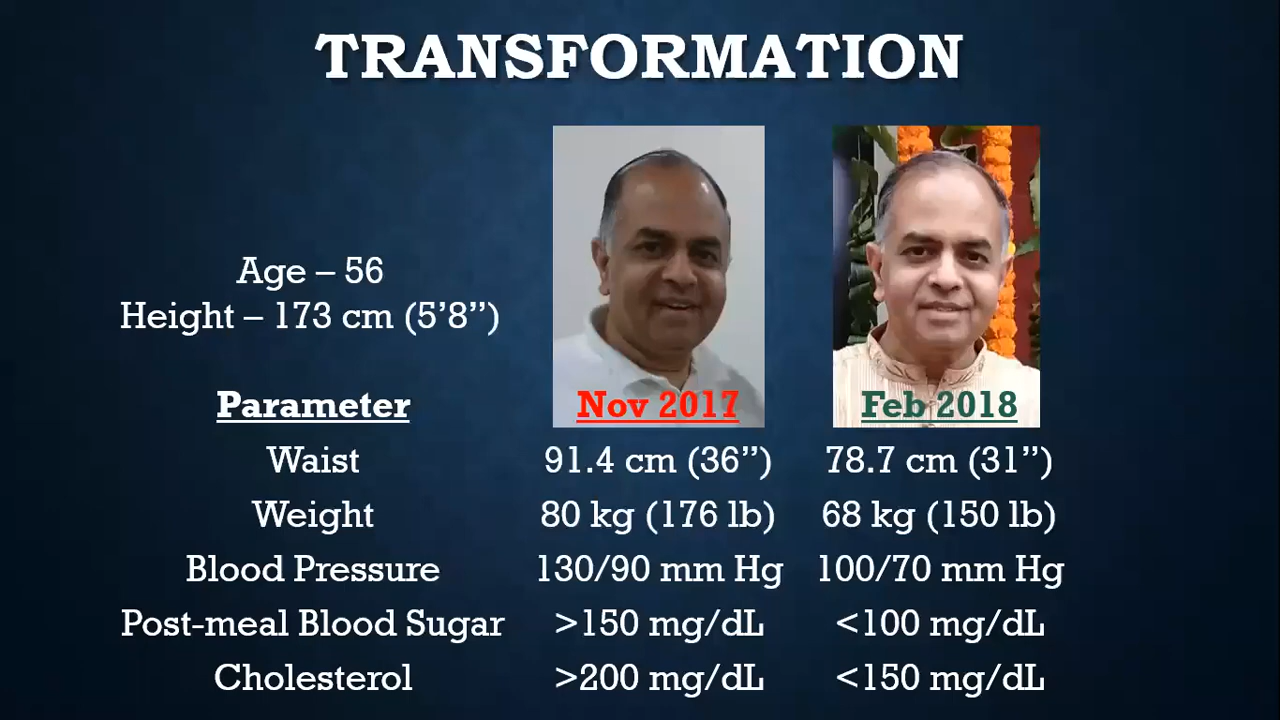 TRANSFORMATION
Age – 56
Height – 173 cm (5’8’’)
Parameter Nov 2017 Feb 2018
Waist 91.4 cm (36’’) 78.7 cm (31’’)
Weight 80 kg (176 lb) 68 kg (150 lb)
Blood Pressure 130/90 mm Hg 100/70 mm Hg
Post-meal Blood Sugar >150 mg/dL <100 mg/dL
Cholesterol >200 mg/dL <150 mg/dL